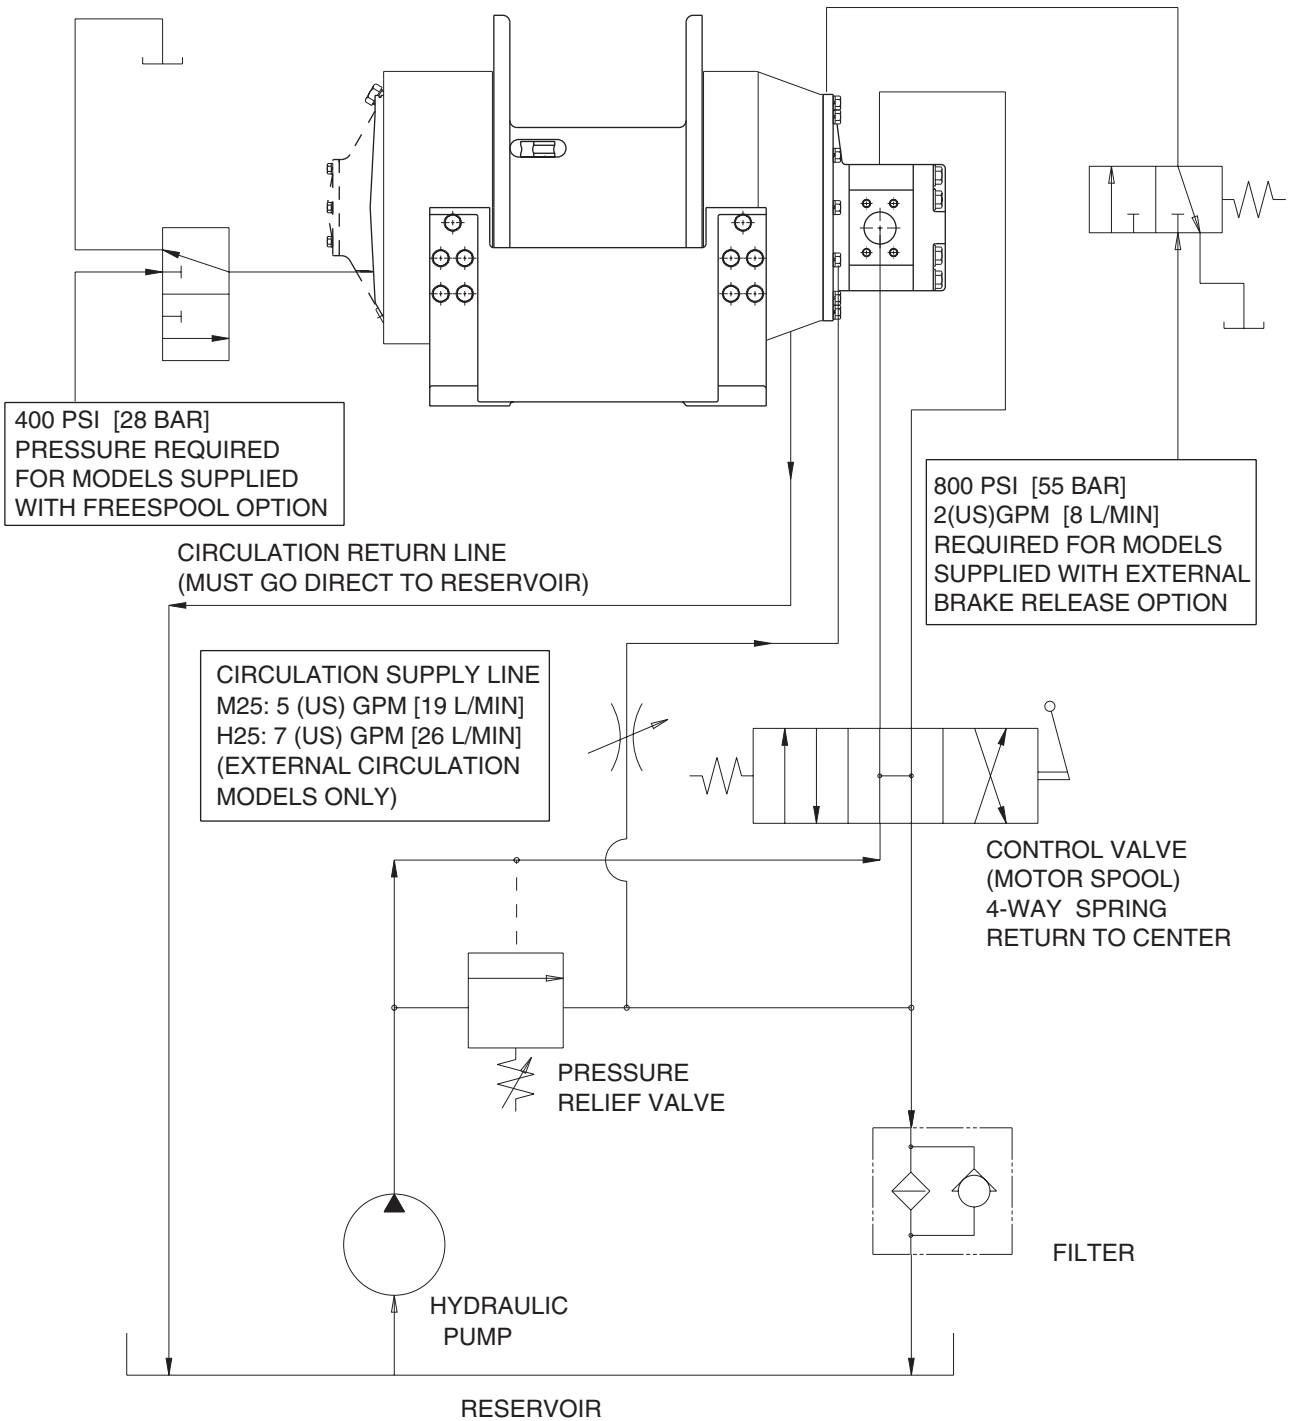 400 PSI [28 BAR]
PRESSURE REQUIRED
FOR MODELS SUPPLIED
WITH FREESPOOL OPTION
800 PSI [55 BAR]
2(US)GPM [8 L/MIN]
REQUIRED FOR MODELS
SUPPLIED WITH EXTERNAL
BRAKE RELEASE OPTION
CIRCULATION RETURN LINE
(MUST GO DIRECT TO RESERVOIR)
CIRCULATION SUPPLY LINE
M25: 5 (US) GPM [19 L/MIN]
H25: 7 (US) GPM [26 L/MIN]
(EXTERNAL CIRCULATION
MODELS ONLY)
CONTROL VALVE
(MOTOR SPOOL)
4-WAY SPRING
RETURN TO CENTER
PRESSURE
RELIEF VALVE
FILTER
HYDRAULIC
PUMP
RESERVOIR